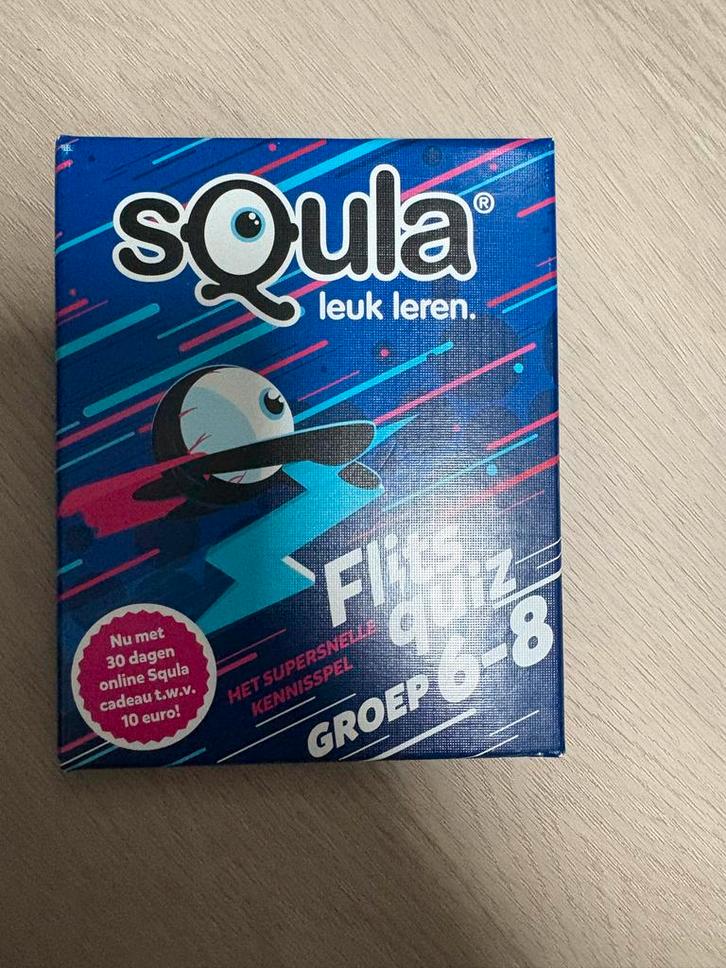 sQula®
leuk leren.
Flits
quiz
HET SUPERSNELLE
KENNISSPEL
GROEP 6-8
Nu met
30 dagen
online Squla
cadeau t.w.v.
10 euro!